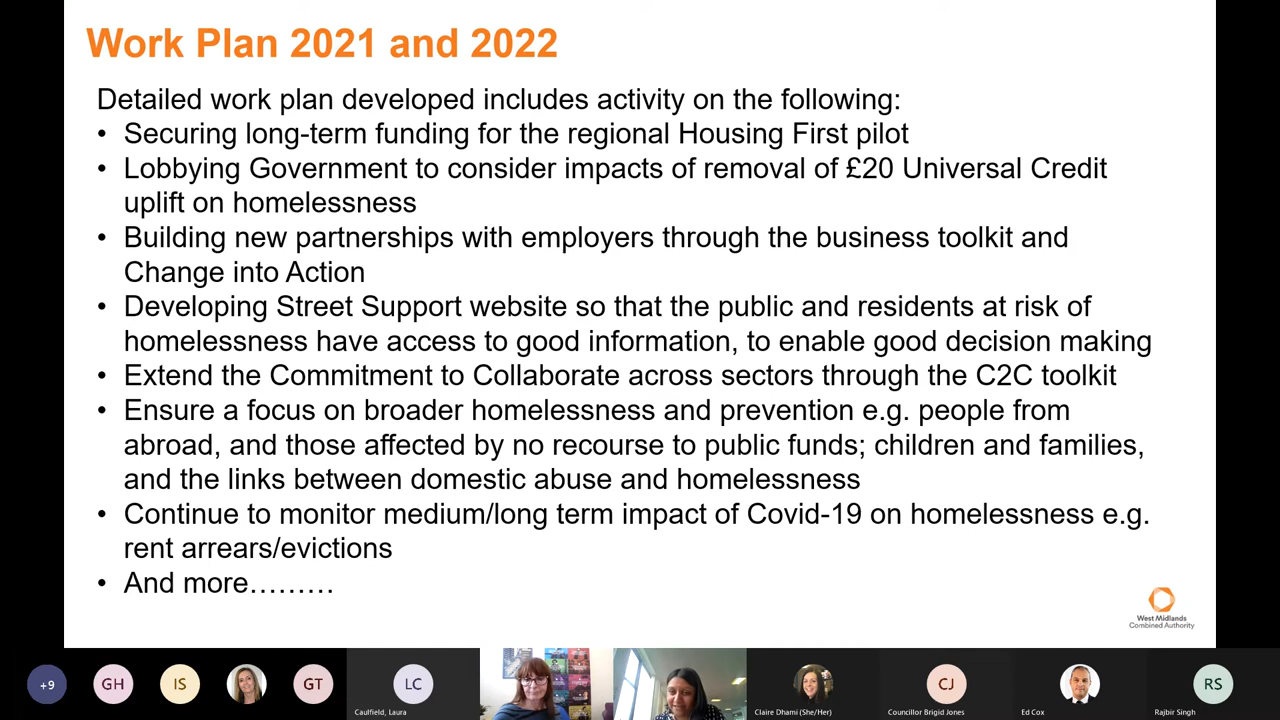 Work Plan 2021 and 2022
Detailed work plan developed includes activity on the following:
• Securing long-term funding for the regional Housing First pilot
• Lobbying Government to consider impacts of removal of £20 Universal Credit
uplift on homelessness
• Building new partnerships with employers through the business toolkit and
Change into Action
• Developing Street Support website so that the public and residents at risk of
homelessness have access to good information, to enable good decision making
• Extend the Commitment to Collaborate across sectors through the C2C toolkit
• Ensure a focus on broader homelessness and prevention e.g. people from
abroad, and those affected by no recourse to public funds; children and families,
and the links between domestic abuse and homelessness
• Continue to monitor medium/long term impact of Covid-19 on homelessness e.g.
rent arrears/evictions
• And more………
West Midlands
Combined Authority
+9
GH
IS
GT
LC
CJ
RS
Caulfield, Laura
Claire Dhami (She/Her)
Councillor Brigid Jones
Ed Cox
Rajbir Singh